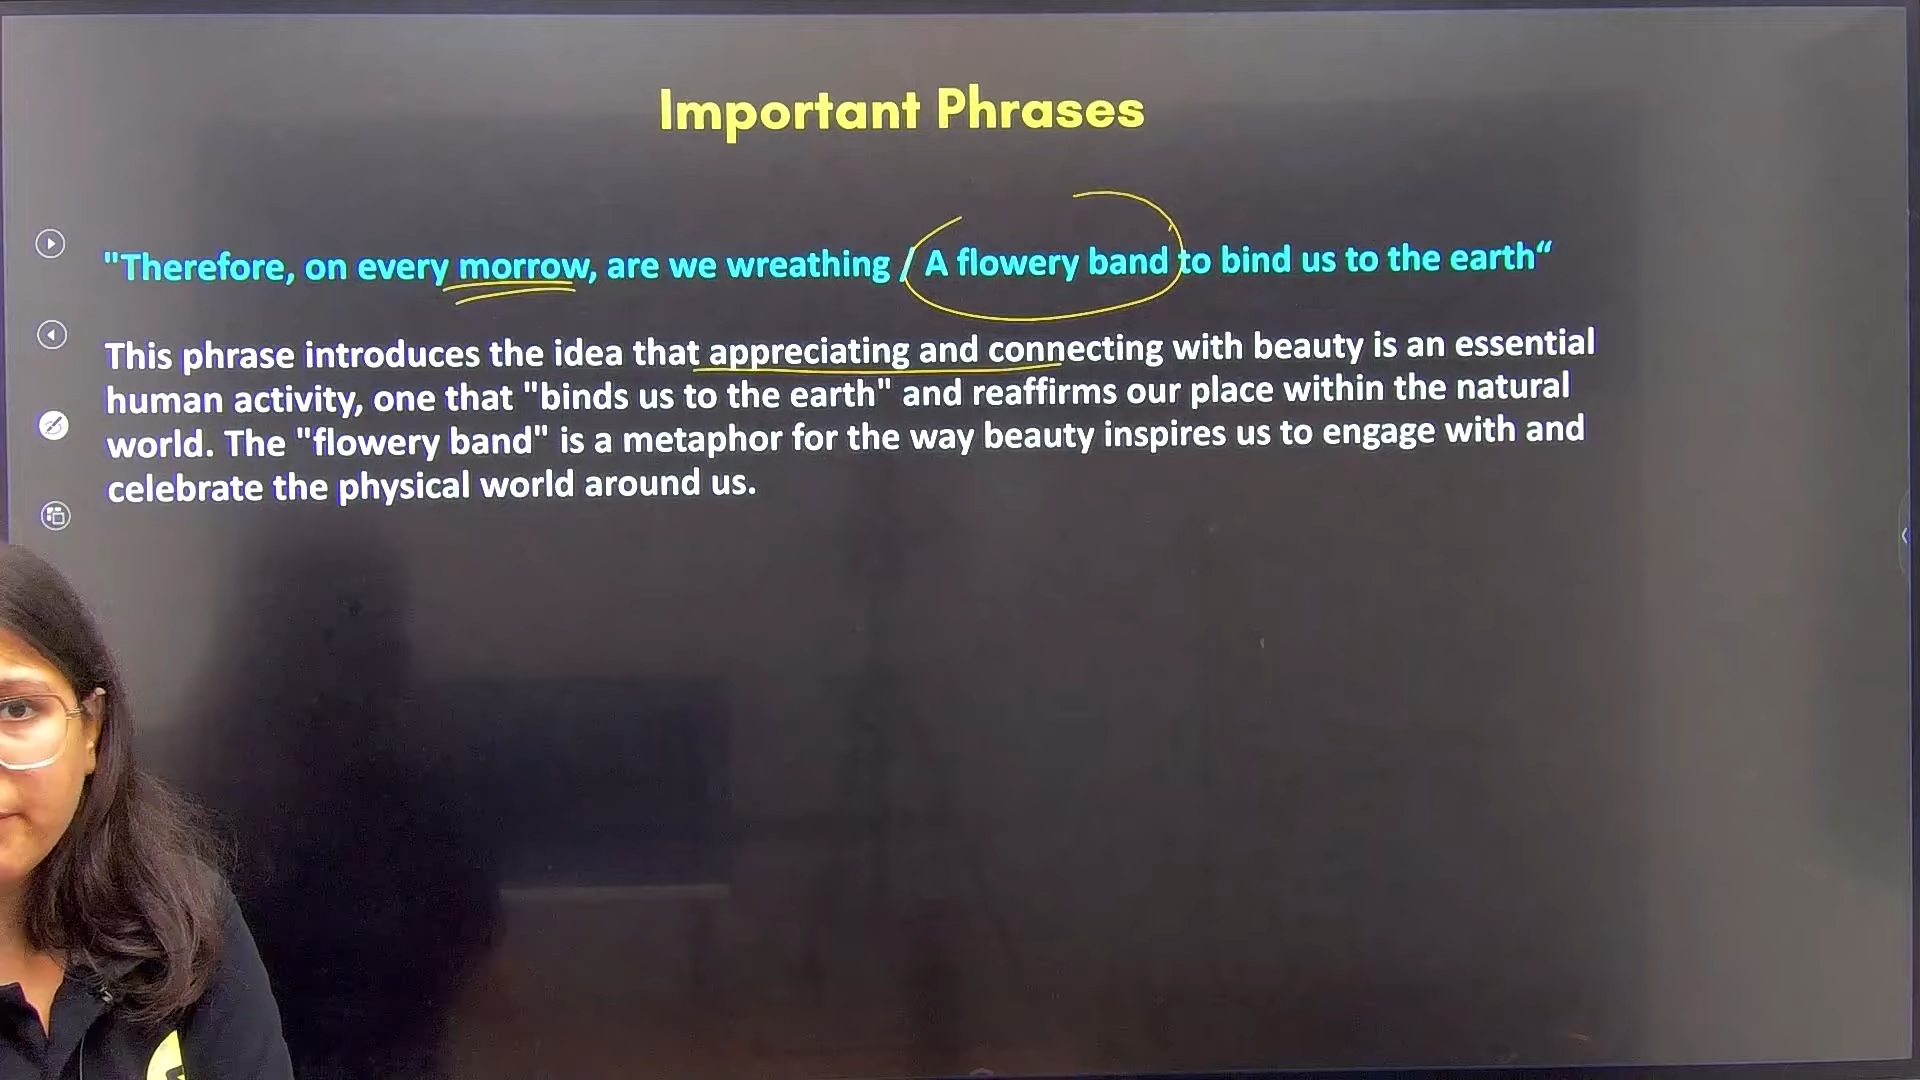 Important Phrases
"Therefore, on every morrow, are we wreathing / A flowery band to bind us to the earth“
This phrase introduces the idea that appreciating and connecting with beauty is an essential
human activity, one that "binds us to the earth" and reaffirms our place within the natural
world. The "flowery band" is a metaphor for the way beauty inspires us to engage with and
celebrate the physical world around us.